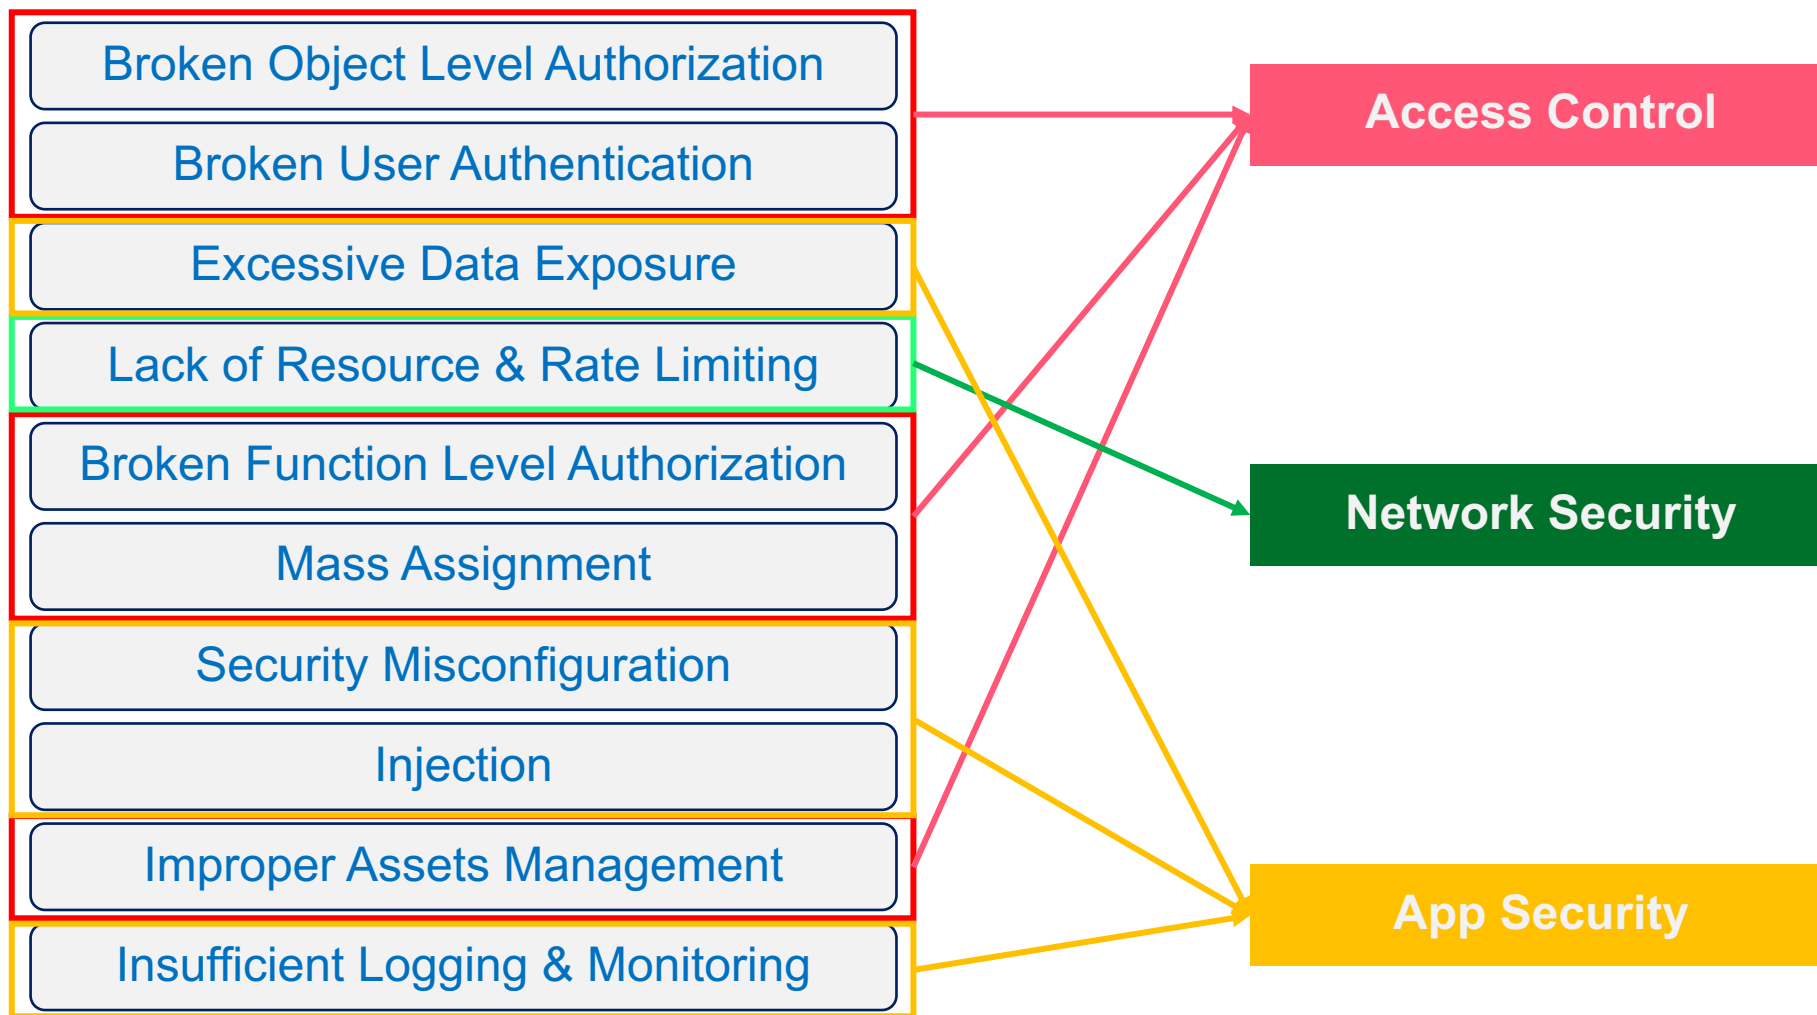 Broken Object Level Authorization
Broken User Authentication
Excessive Data Exposure
Lack of Resource & Rate Limiting
Broken Function Level Authorization
Mass Assignment
Security Misconfiguration
Injection
Improper Assets Management
Insufficient Logging & Monitoring
Access Control
Network Security
App Security